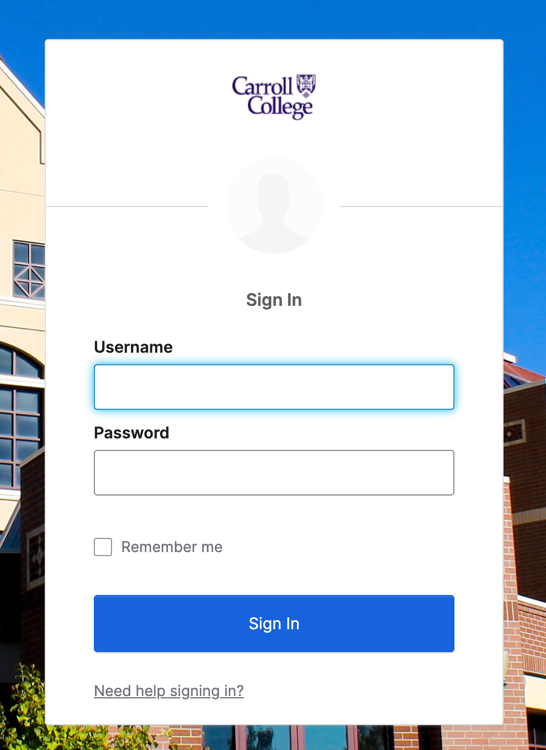 Carroll
College
Sign In
Username
Password
Remember me
Sign In
Need help signing in?